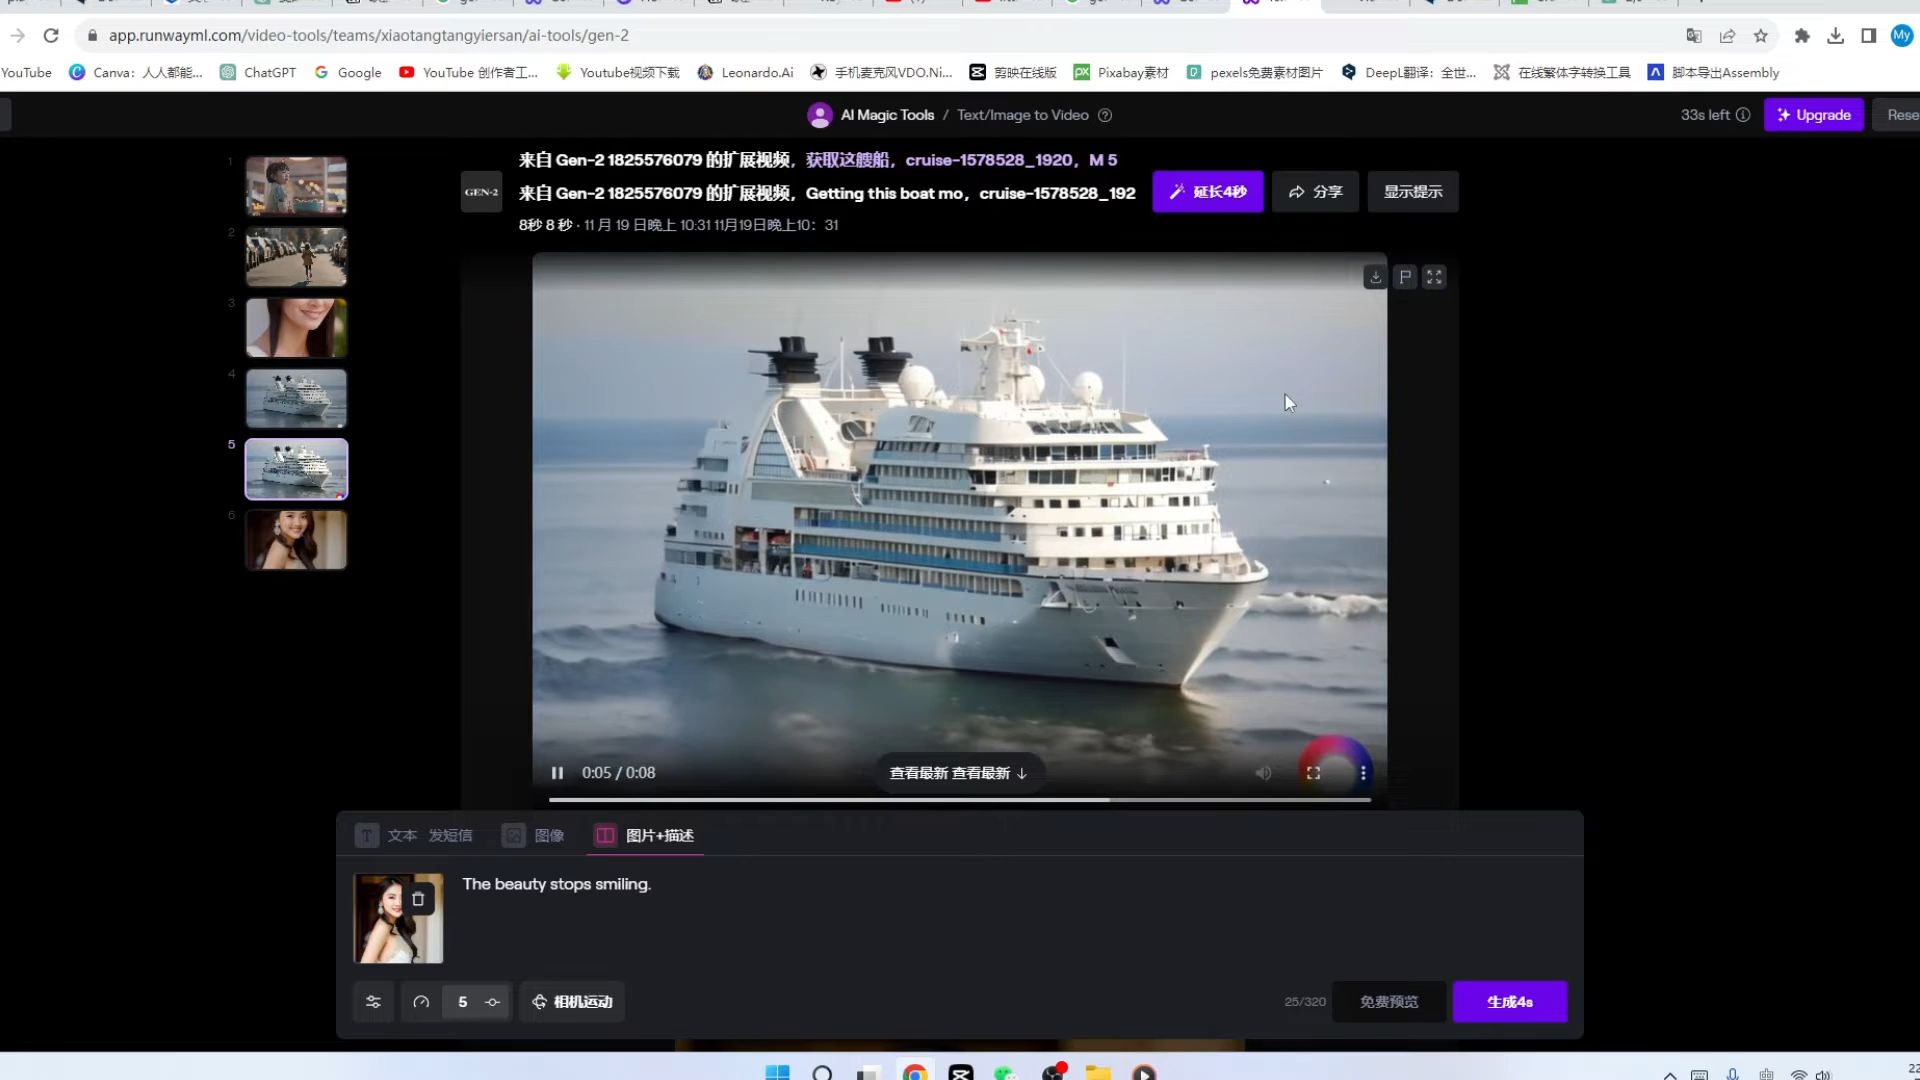 app.runwayml.com/video-tools/teams/xiaotangtangyiersan/ai-tools/gen-2
My
YouTube
Canva：人人都能...
ChatGPT
Google
YouTube 创作者工...
Youtube视频下载
Leonardo.Ai
手机麦克风VDO.Ni...
剪映在线版
Pixabay素材
pexels免费素材图片
DeepL翻译：全世...
在线繁体字转换工具
脚本导出Assembly
AI Magic Tools / Text/Image to Video
33s left
Upgrade
Rese
来自 Gen-2 1825576079 的扩展视频，获取这艘船，cruise-1578528_1920，M 5
GEN-2
来自 Gen-2 1825576079 的扩展视频，Getting this boat mo，cruise-1578528_192
延长4秒
分享
显示提示
8秒 8 秒 · 11 月 19 日晚上 10:31 11月19日晚上10：31
1
2
3
4
5
6
0:05 / 0:08
查看最新 查看最新 ↓
文本 发短信
图像
图片+描述
The beauty stops smiling.
5
相机运动
25/320
免费预览
生成4s
22